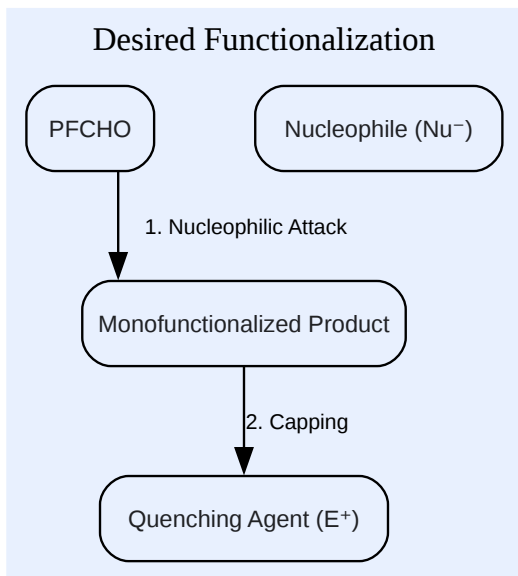 Desired Functionalization
PFCHO
Nucleophile (Nu⁻)
1. Nucleophilic Attack
Monofunctionalized Product
2. Capping
Quenching Agent (E⁺)